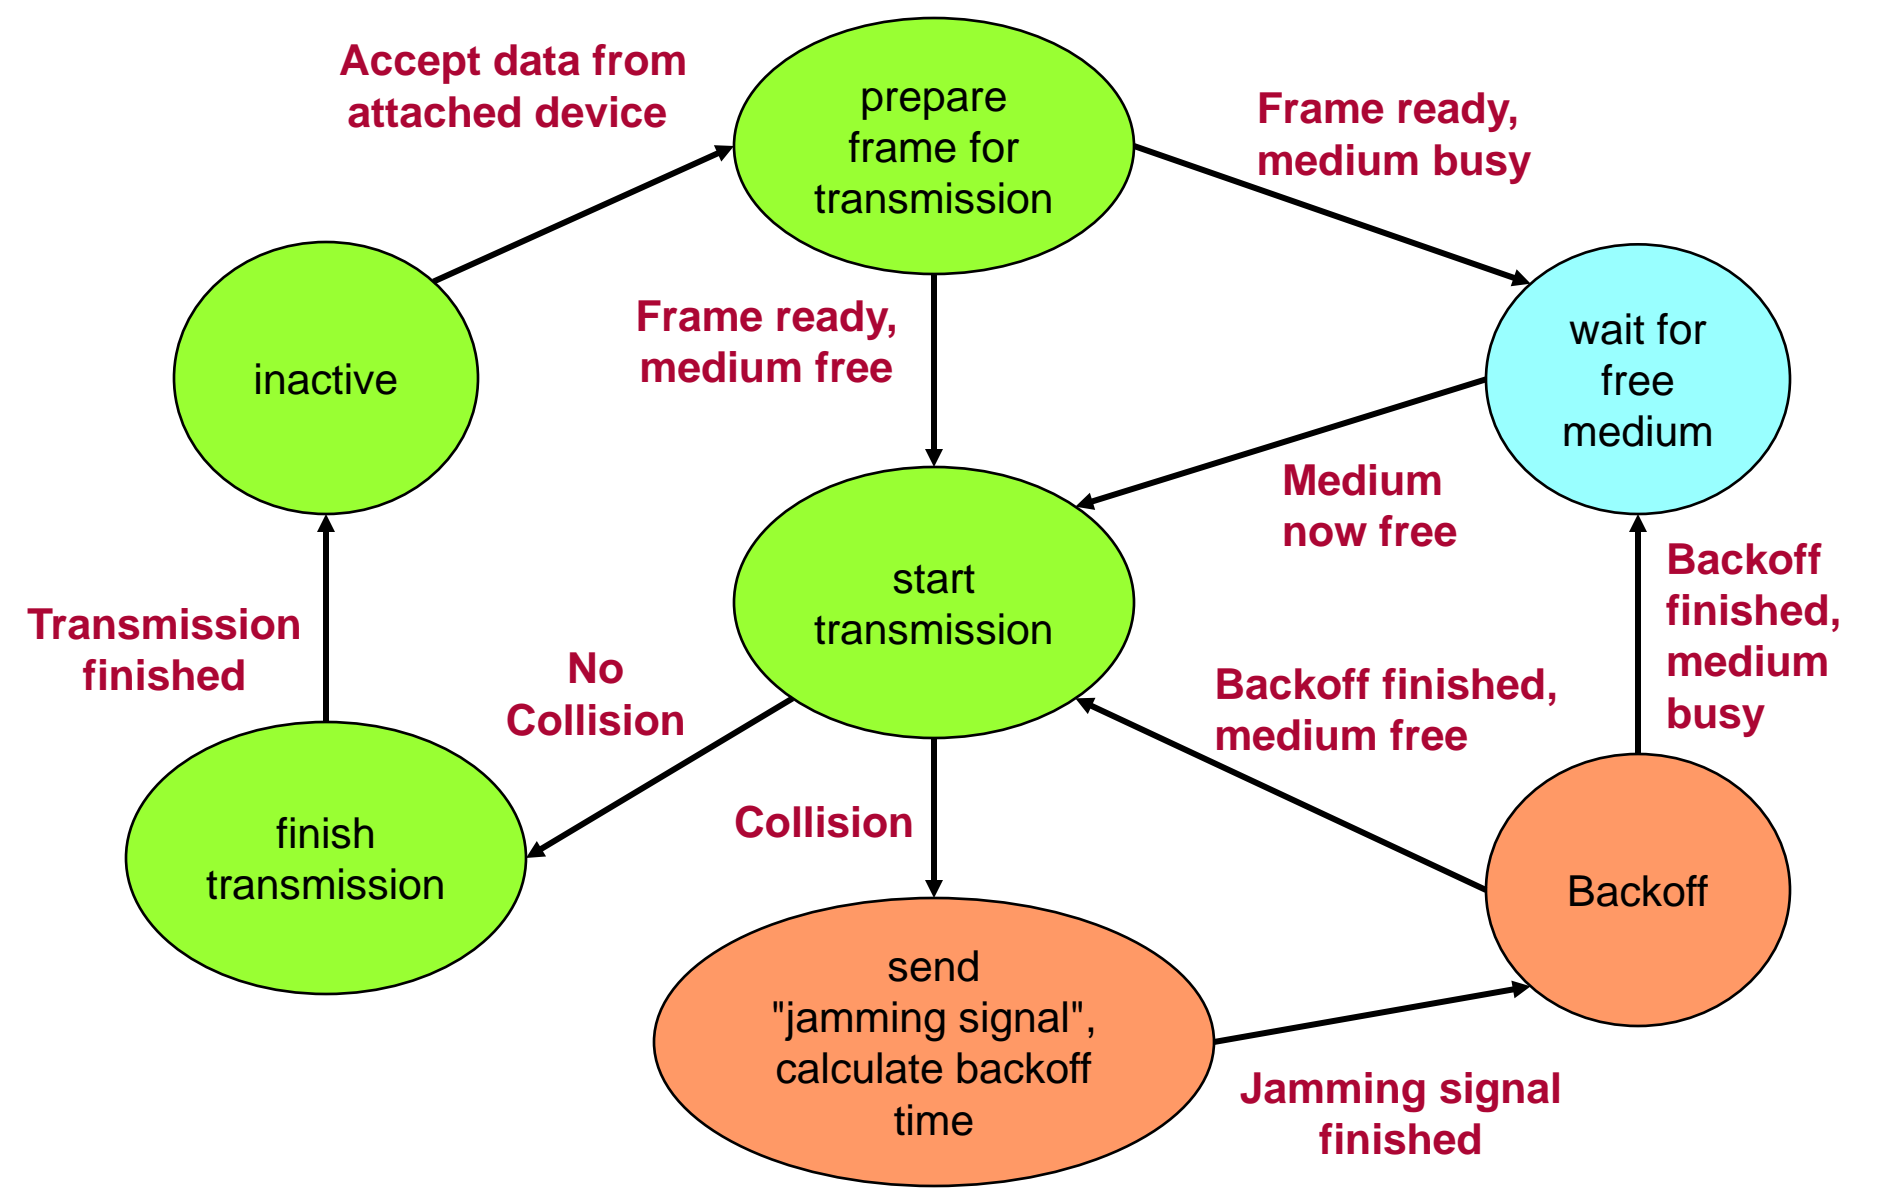 Accept data from
attached device
prepare
frame for
transmission
Frame ready,
medium busy
Frame ready,
medium free
inactive
wait for
free
medium
Medium
now free
start
transmission
Backoff
finished,
medium
busy
Transmission
finished
No
Collision
Backoff finished,
medium free
Collision
finish
transmission
Backoff
send
"jamming signal",
calculate backoff
time
Jamming signal
finished